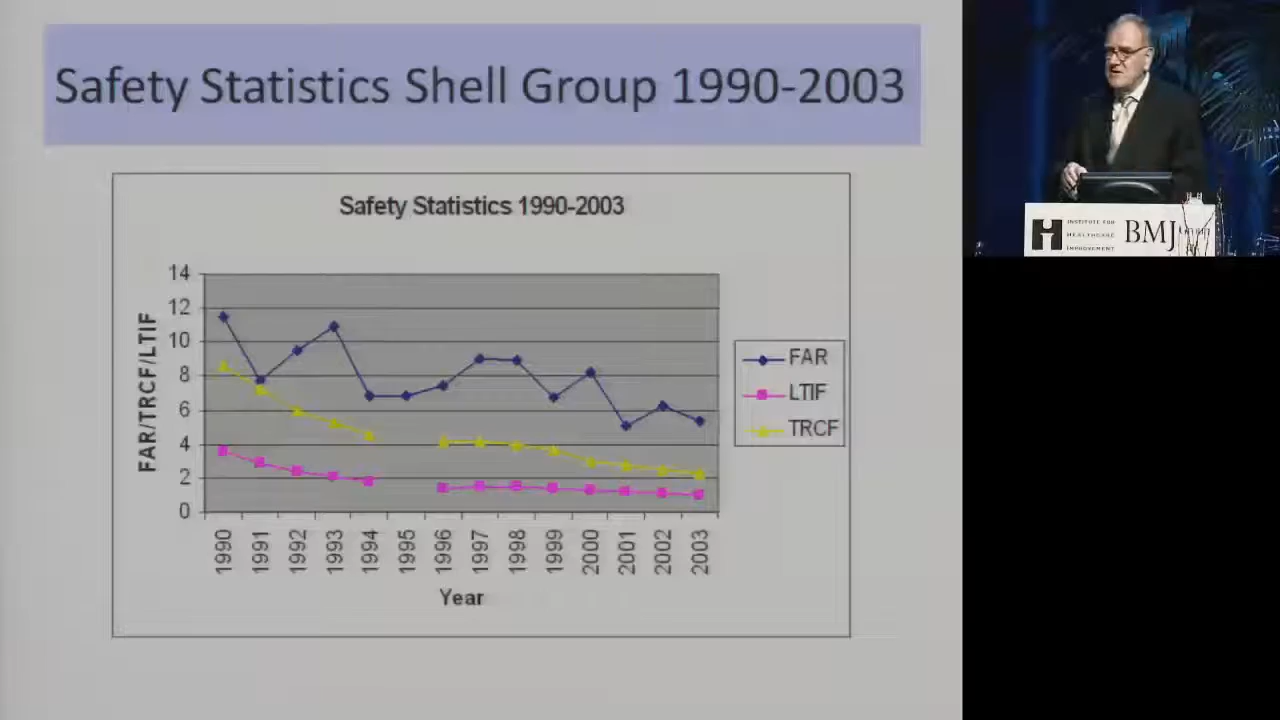 Safety Statistics Shell Group 1990-2003
Safety Statistics 1990-2003
FAR/TRCF/LTIF
14
12
10
8
6
4
2
0
1990
1991
1992
1993
1994
1995
1996
1997
1998
1999
2000
2001
2002
2003
Year
FAR
LTIF
TRCF
INSTITUTE FOR
HEALTHCARE
IMPROVEMENT
BMJ